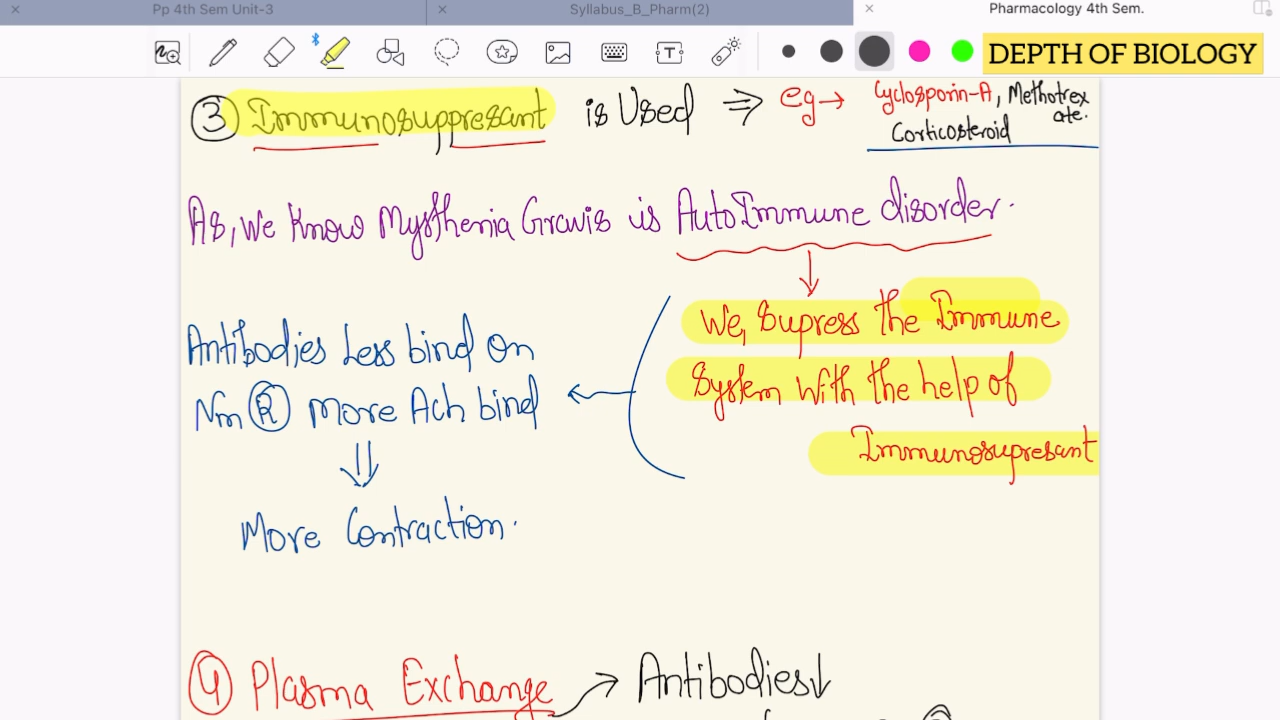 Pp 4th Sem Unit-3
Syllabus_B_Pharm(2)
Pharmacology 4th Sem.
DEPTH OF BIOLOGY
③ Immunosuppresant is Used ⇒ eg → Cyclosporin-A, Methotrex
ate.
Corticosteroid
As, We Know Mysthenia Gravis is AutoImmune disorder.
↓
We, Supress the Immune
System with the help of
Immunosupresant
←
Antibodies Less bind on
Nm Ⓡ More Ach bind
⇓
More Contraction.
④ Plasma Exchange → Antibodies↓